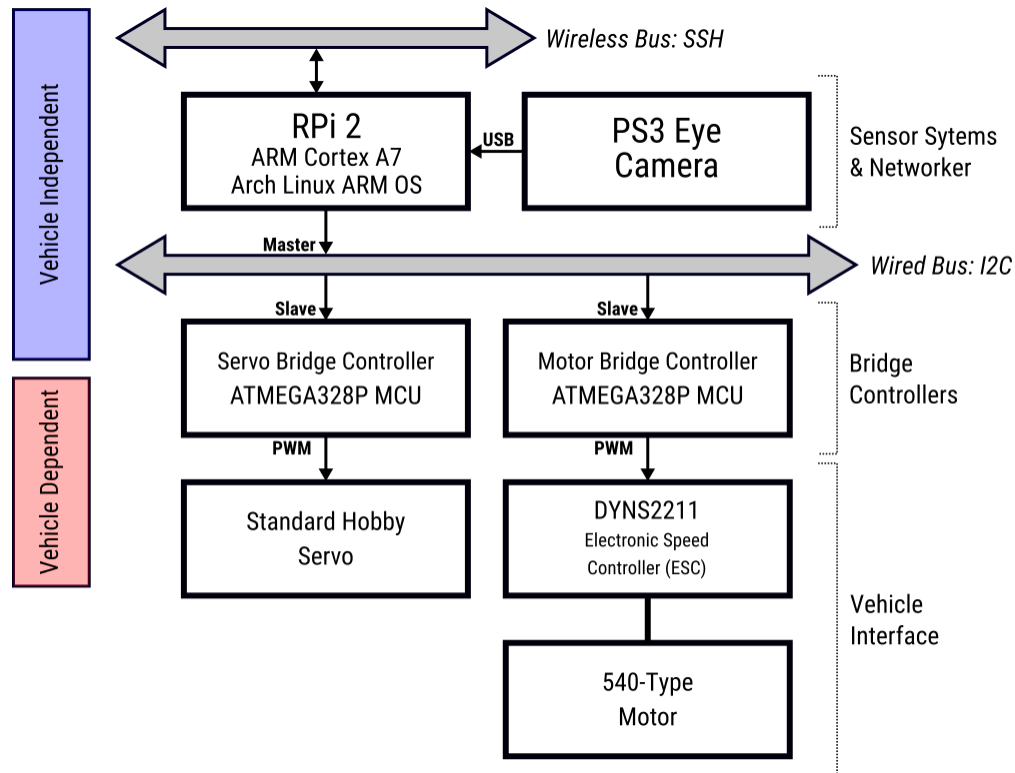 Wireless Bus: SSH
Vehicle Independent
RPi 2
ARM Cortex A7
Arch Linux ARM OS
USB
PS3 Eye
Camera
Sensor Sytems
& Networker
Master
Wired Bus: I2C
Slave
Slave
Servo Bridge Controller
ATMEGA328P MCU
Motor Bridge Controller
ATMEGA328P MCU
Bridge
Controllers
Vehicle Dependent
PWM
PWM
Standard Hobby
Servo
DYNS2211
Electronic Speed
Controller (ESC)
Vehicle
Interface
540-Type
Motor